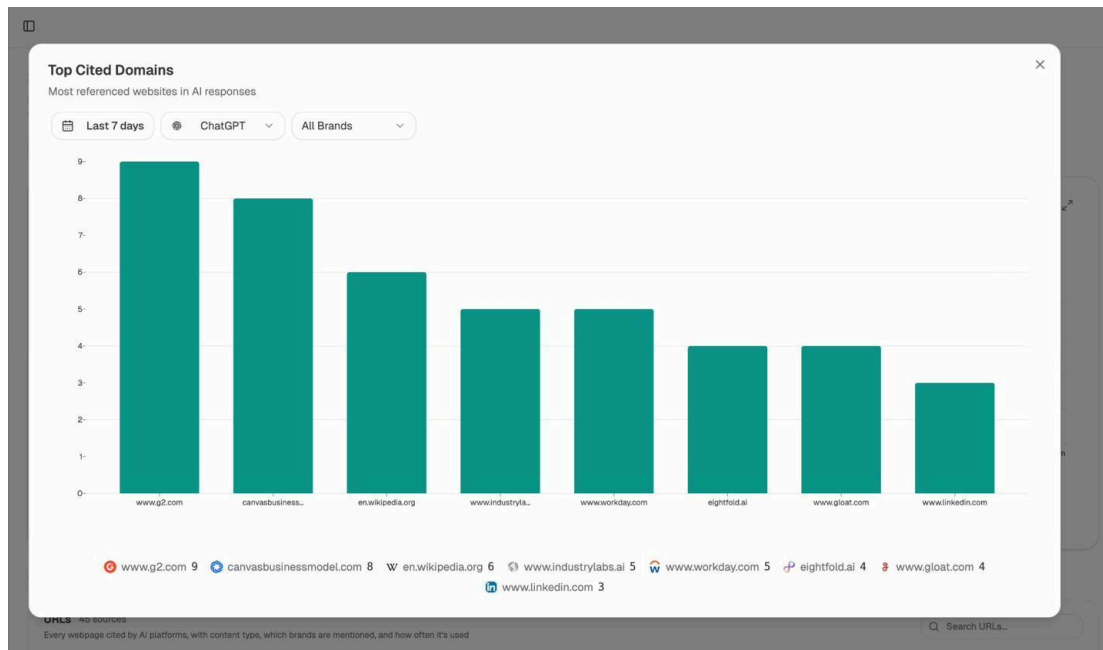 Top Cited Domains
Most referenced websites in AI responses
Last 7 days ChatGPT All Brands
9
8
7
6
5
4
3
2
1
0
www.g2.com canvasbusiness... en.wikipedia.org www.industryla... www.workday.com eightfold.ai www.gloat.com www.linkedin.com
www.g2.com 9 canvasbusinessmodel.com 8 W en.wikipedia.org 6 www.industrylabs.ai 5 www.workday.com 5 eightfold.ai 4 www.gloat.com 4
in www.linkedin.com 3
URLs 45 sources
Search URLs...
Every webpage cited by AI platforms, with content type, which brands are mentioned, and how often it's used